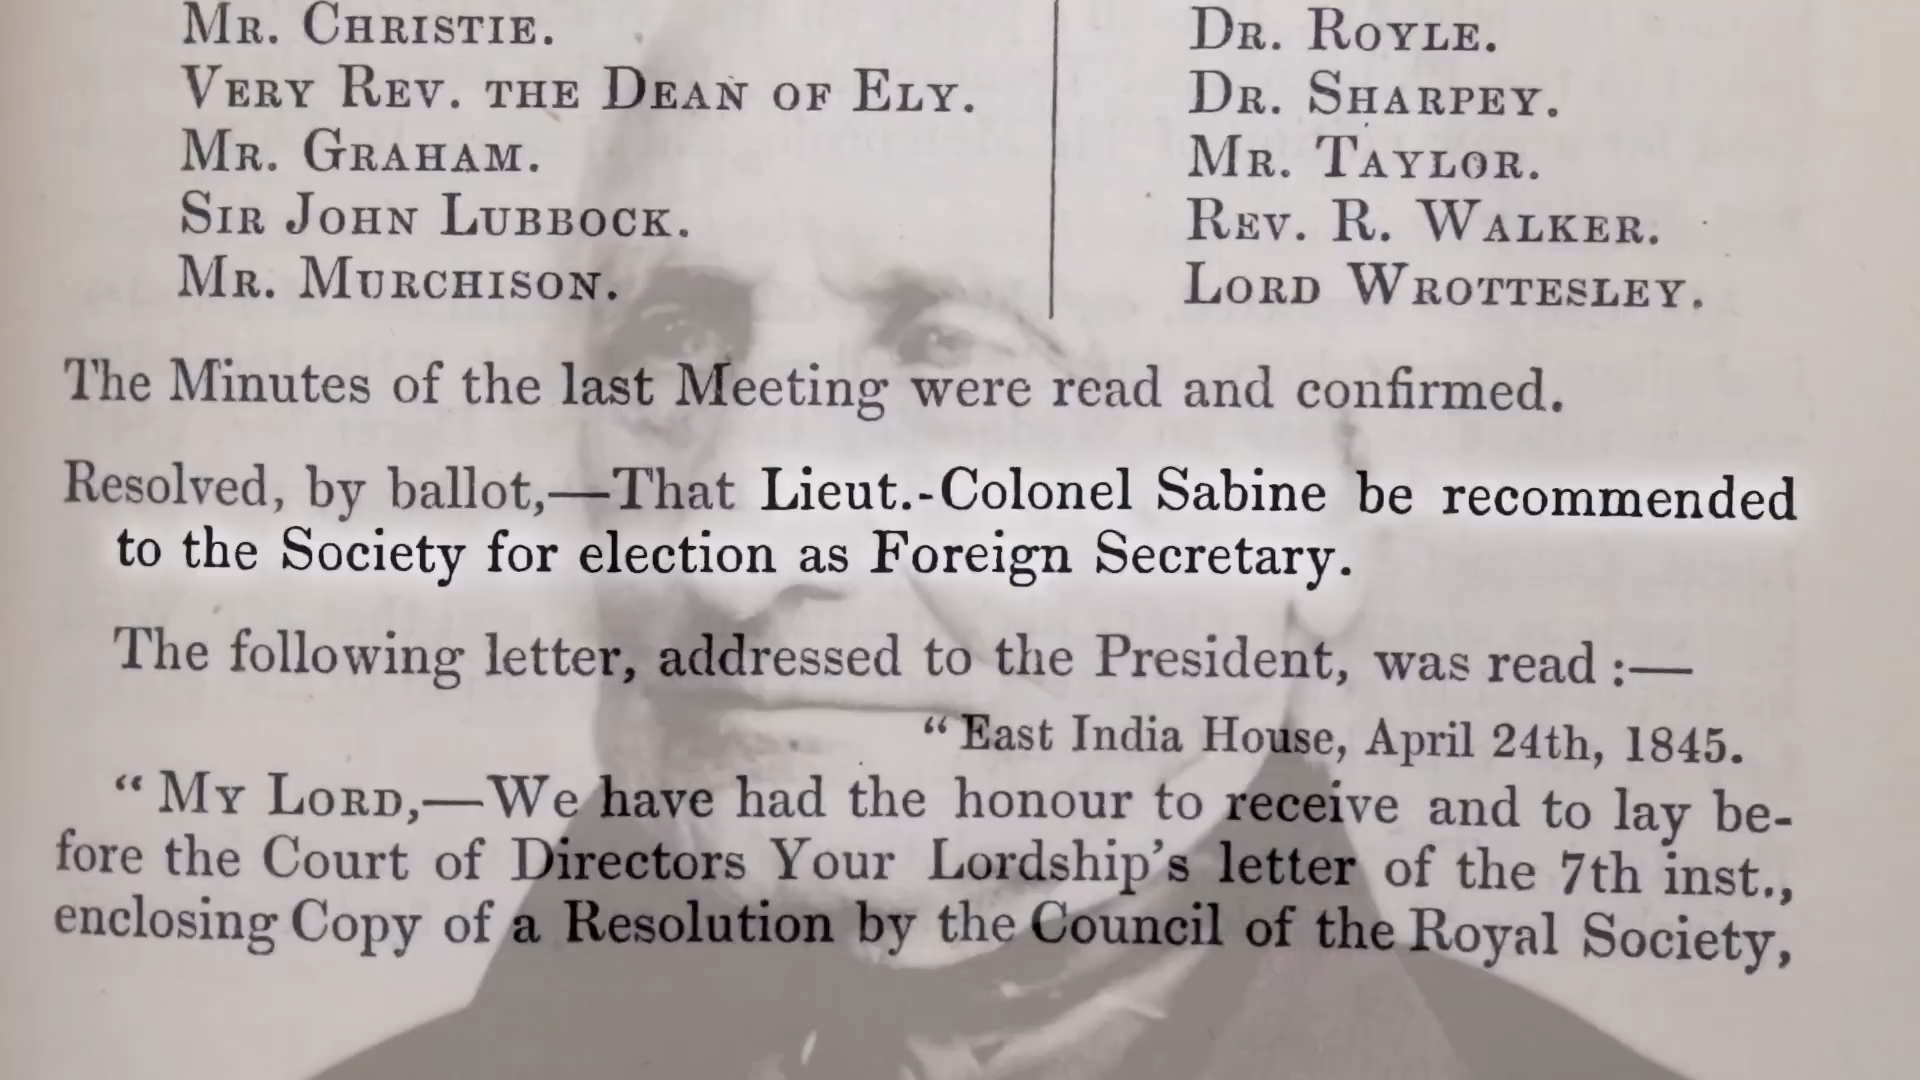 MR. CHRISTIE.
VERY REV. THE DEAN OF ELY.
MR. GRAHAM.
SIR JOHN LUBBOCK.
MR. MURCHISON.
DR. ROYLE.
DR. SHARPEY.
MR. TAYLOR.
REV. R. WALKER.
LORD WROTTESLEY.
The Minutes of the last Meeting were read and confirmed.
Resolved, by ballot,—That Lieut.-Colonel Sabine be recommended
to the Society for election as Foreign Secretary.
The following letter, addressed to the President, was read :—
“East India House, April 24th, 1845.
“MY LORD,—We have had the honour to receive and to lay be-
fore the Court of Directors Your Lordship’s letter of the 7th inst.,
enclosing Copy of a Resolution by the Council of the Royal Society,